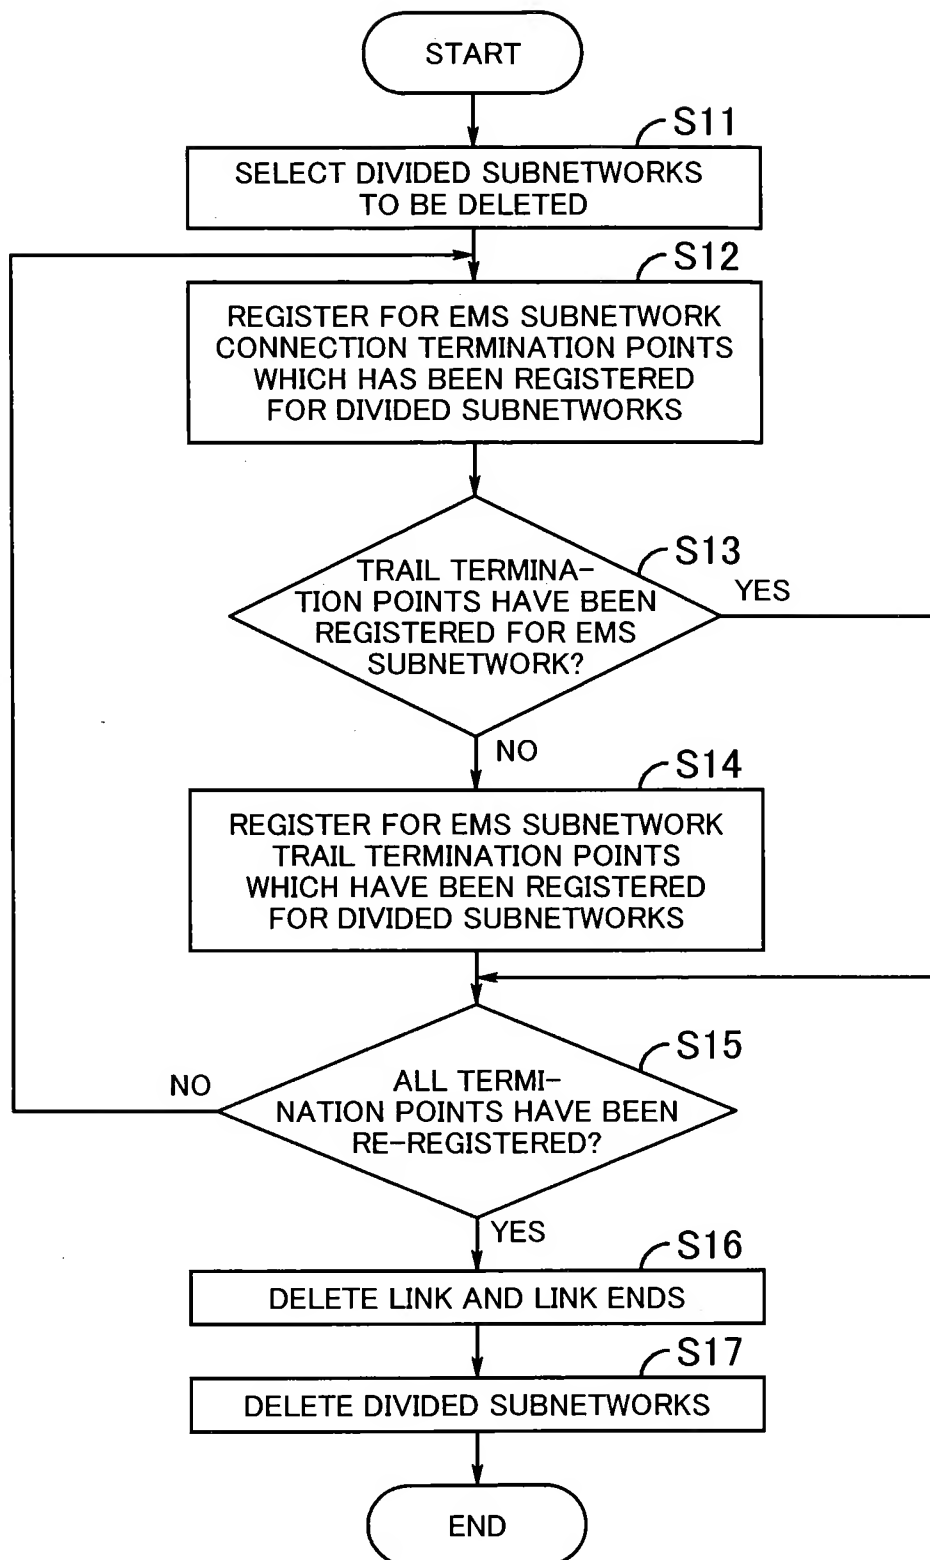 START
S11
SELECT DIVIDED SUBNETWORKS
TO BE DELETED
S12
REGISTER FOR EMS SUBNETWORK
CONNECTION TERMINATION POINTS
WHICH HAS BEEN REGISTERED
FOR DIVIDED SUBNETWORKS
S13
TRAIL TERMINA-
TION POINTS HAVE BEEN
REGISTERED FOR EMS
SUBNETWORK?
YES
NO
S14
REGISTER FOR EMS SUBNETWORK
TRAIL TERMINATION POINTS
WHICH HAVE BEEN REGISTERED
FOR DIVIDED SUBNETWORKS
S15
NO
ALL TERMI-
NATION POINTS HAVE BEEN
RE-REGISTERED?
YES
S16
DELETE LINK AND LINK ENDS
S17
DELETE DIVIDED SUBNETWORKS
END